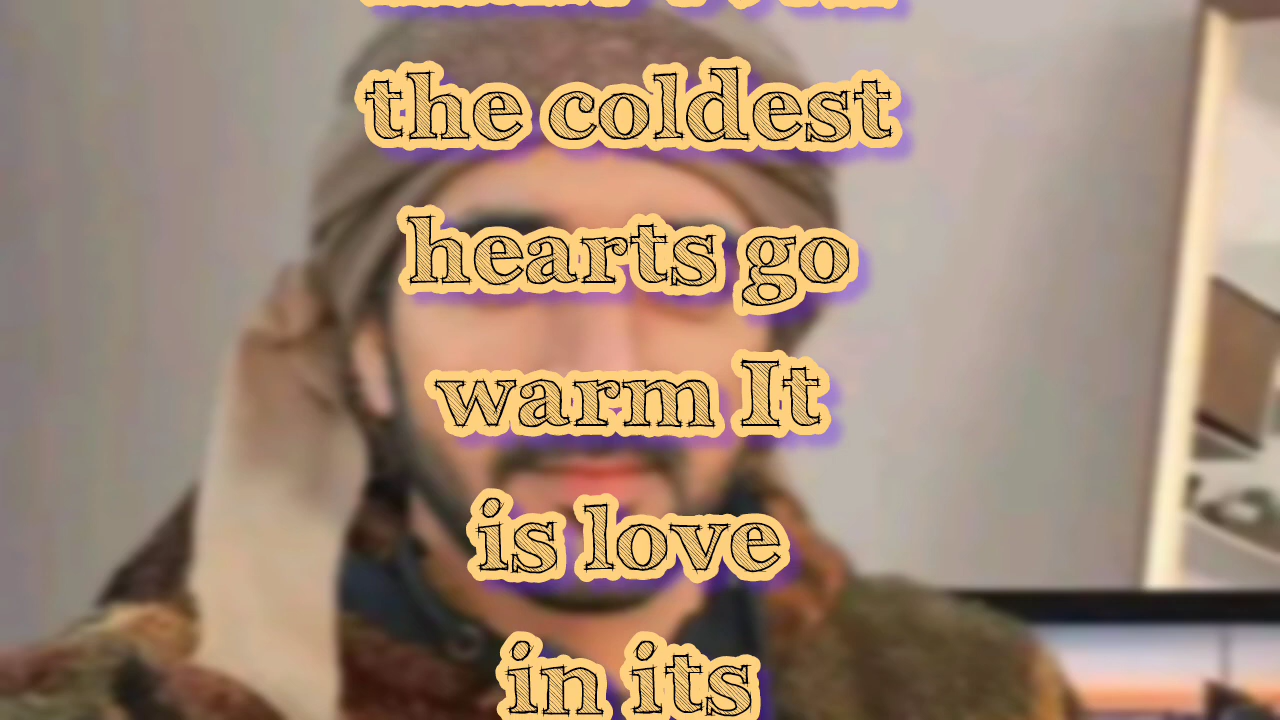 the coldest
hearts go
warm It
is love
in its